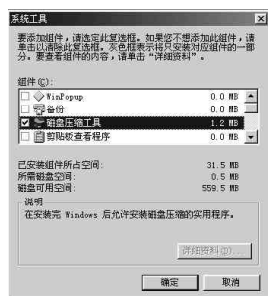 系统工具
要添加组件，请选定此复选框。如果您不想添加此组件，请
单击以清除此复选框。灰色框表示将只安装对应组件的一部
分。要查看组件的内容，请单击“详细资料”。
组件(C):
WinPopup 0.0 MB
备份 0.0 MB
磁盘压缩工具 1.2 MB
剪贴板查看程序 0.0 MB
已安装组件所占空间: 31.5 MB
所需磁盘空间: 0.5 MB
磁盘可用空间: 559.5 MB
说明
在安装完 Windows 后允许安装磁盘压缩的实用程序。
详细资料(D)...
确定 取消